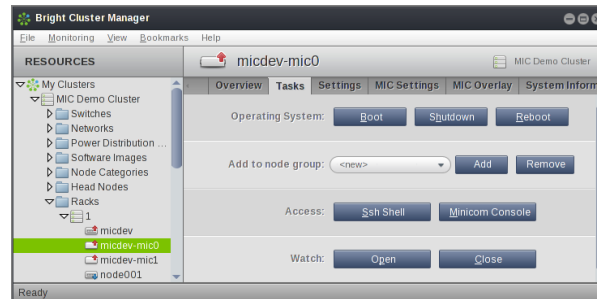 Bright Cluster Manager
File Monitoring View Bookmarks Help
RESOURCES
micdev-mic0
MIC Demo Cluster
My Clusters
MIC Demo Cluster
Switches
Networks
Power Distribution ...
Software Images
Node Categories
Head Nodes
Racks
1
micdev
micdev-mic0
micdev-mic1
node001
Overview Tasks Settings MIC Settings MIC Overlay System Inform
Operating System: Boot Shutdown Reboot
Add to node group: <new> Add Remove
Access: Ssh Shell Minicom Console
Watch: Open Close
Ready